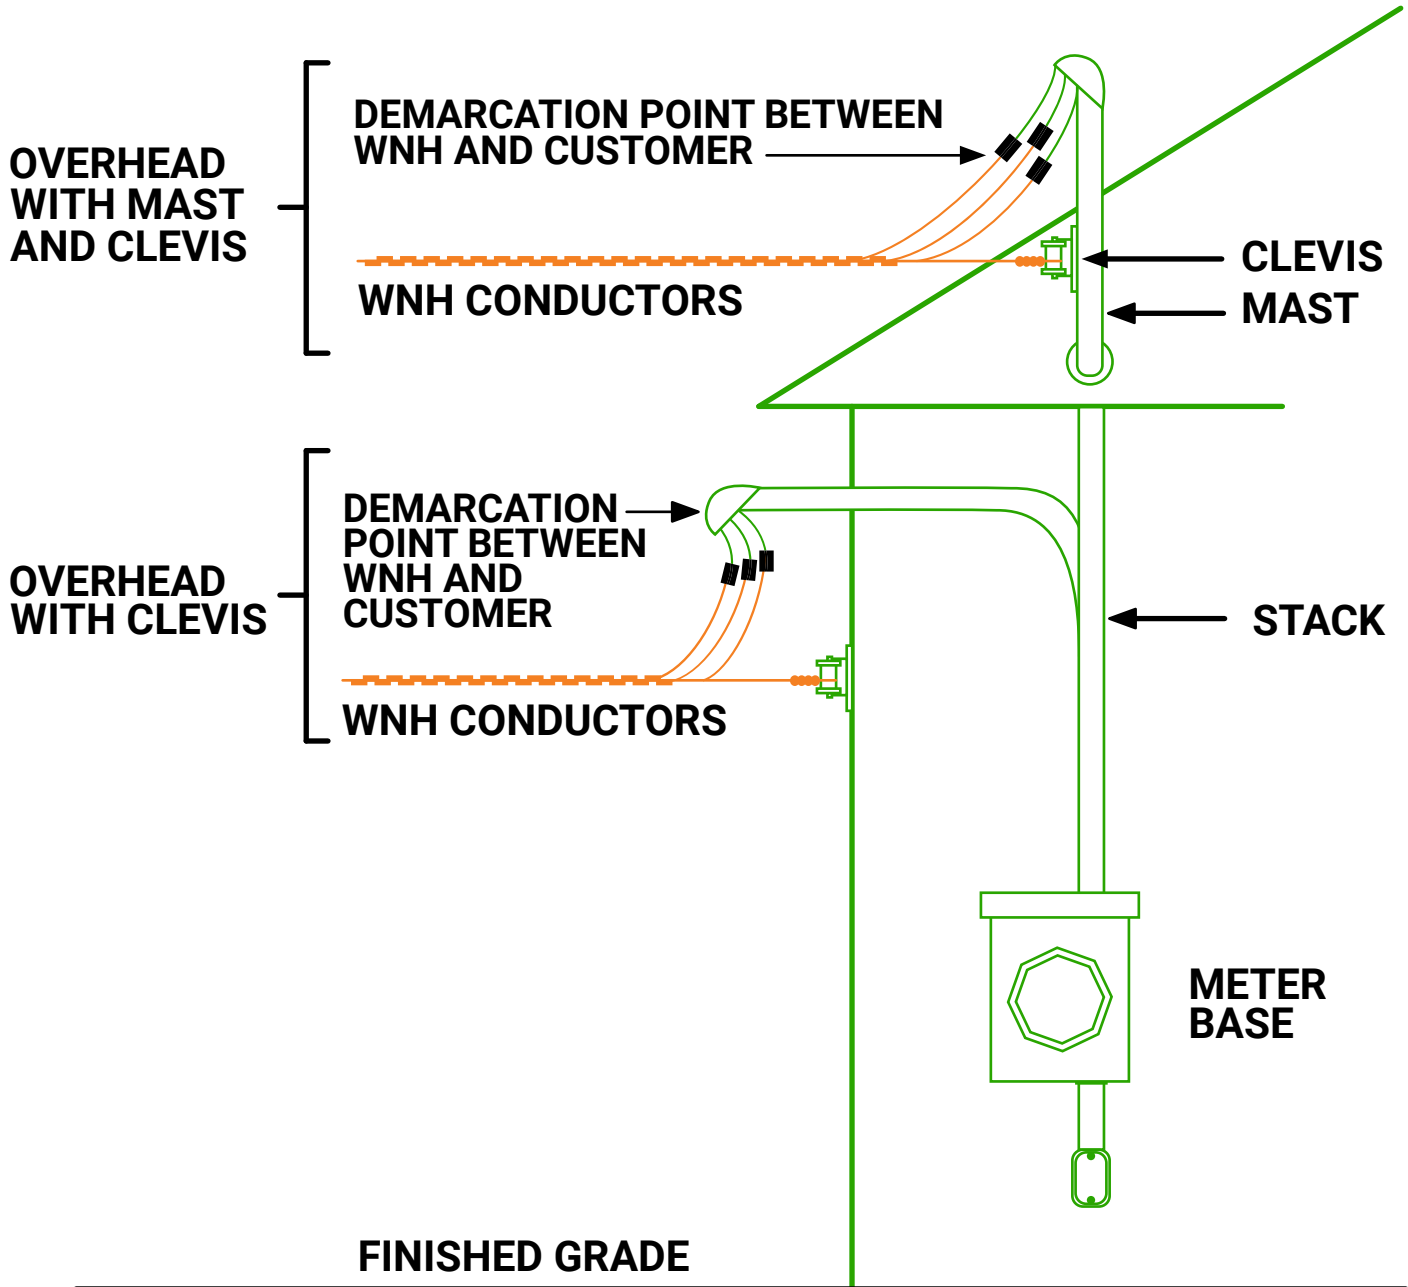 OVERHEAD
WITH MAST
AND CLEVIS
DEMARCATION POINT BETWEEN
WNH AND CUSTOMER
WNH CONDUCTORS
CLEVIS
MAST
OVERHEAD
WITH CLEVIS
DEMARCATION
POINT BETWEEN
WNH AND
CUSTOMER
WNH CONDUCTORS
STACK
METER
BASE
FINISHED GRADE